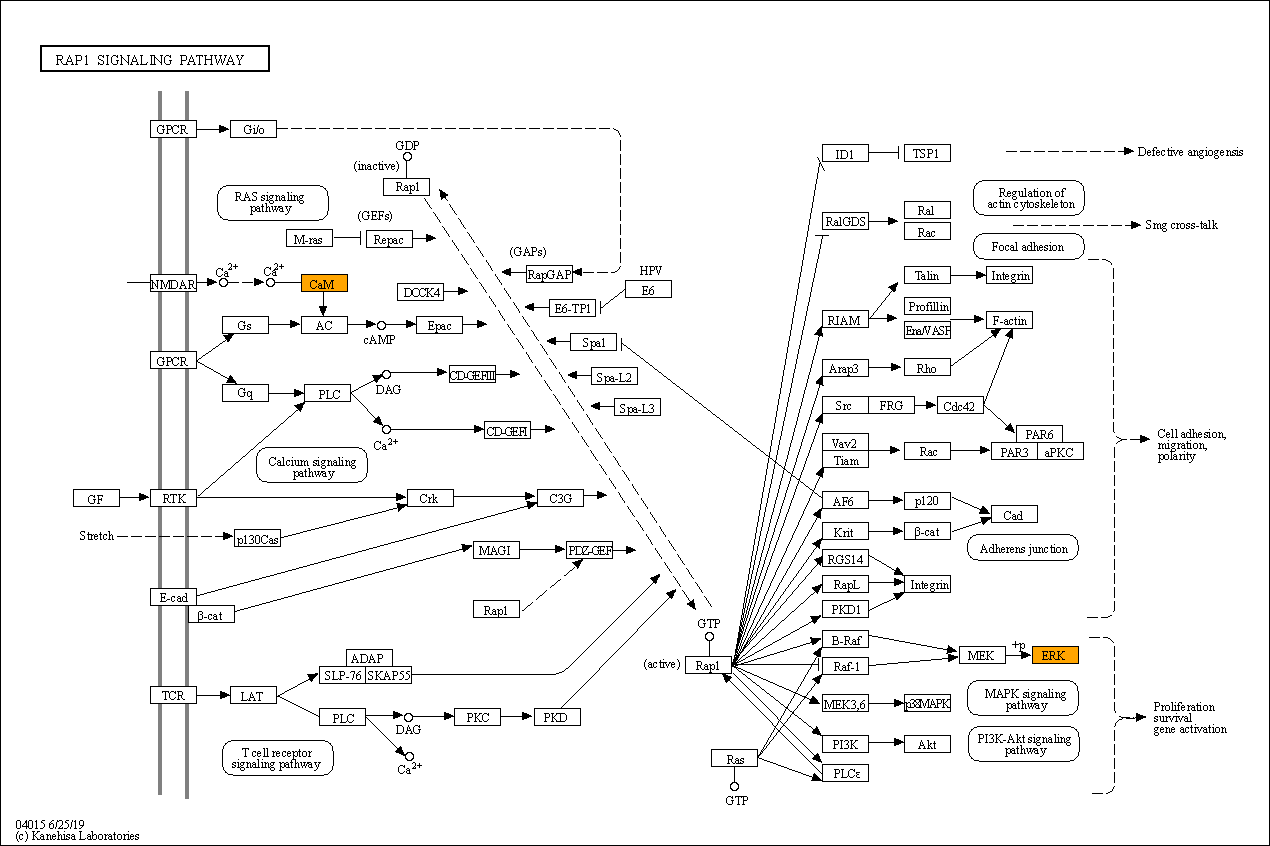 RAP1 SIGNALING PATHWAY
GPCR
Gi/o
GDP
(inactive)
Rap1
RAS signaling
pathway
(GEFs)
M-ras
Repac
(GAPs)
RapGAP
HPV
E6
E6-TP1
NMDAR
Ca2+
Ca2+
CaM
DOCK4
Gs
AC
cAMP
Epac
Spa1
GPCR
Gq
PLC
DAG
CD-GEFIII
Spa-L2
Spa-L3
Ca2+
CD-GEFI
Calcium signaling
pathway
GF
RTK
Crk
C3G
Stretch
p130Cas
MAGI
PDZ-GEF
E-cad
β-cat
Rap1
GTP
(active)
Rap1
ADAP
SLP-76
SKAP55
TCR
LAT
PLC
DAG
PKC
PKD
Ca2+
T cell receptor
signaling pathway
Ras
GTP
ID1
TSP1
Defective angiogensis
Regulation of
actin cytoskeleton
RalGDS
Ral
Rac
Smg cross-talk
Focal adhesion
Talin
Integrin
RIAM
Profillin
Ena/VASP
F-actin
Arap3
Rho
Src
FRG
Cdc42
PAR6
PAR3
aPKC
Vav2
Tiam
Rac
Cell adhesion,
migration,
polarity
AF6
p120
Cad
Krit
β-cat
Adherens junction
RGS14
RapL
Integrin
PKD1
B-Raf
Raf-1
MEK
+p
ERK
MEK3,6
p38MAPK
MAPK signaling
pathway
PI3K
Akt
PI3K-Akt signaling
pathway
PLCε
Proliferation
survival
gene activation
04015 6/25/19
(c) Kanehisa Laboratories